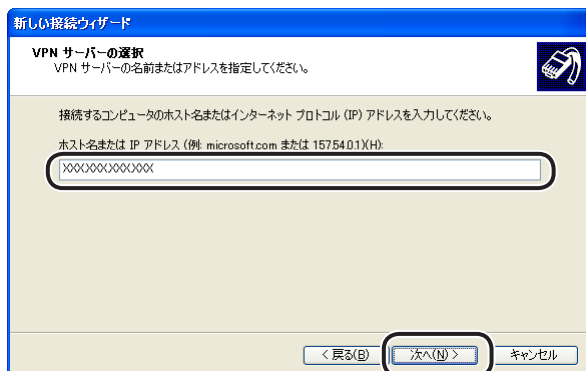 新しい接続ウィザード
VPN サーバーの選択
VPN サーバーの名前またはアドレスを指定してください。
接続するコンピュータのホスト名またはインターネット プロトコル (IP) アドレスを入力してください。
ホスト名または IP アドレス (例: microsoft.com または 157.54.0.1)(H):
XXX.XXX.XXX.XXX
< 戻る(B)
次へ(N) >
キャンセル